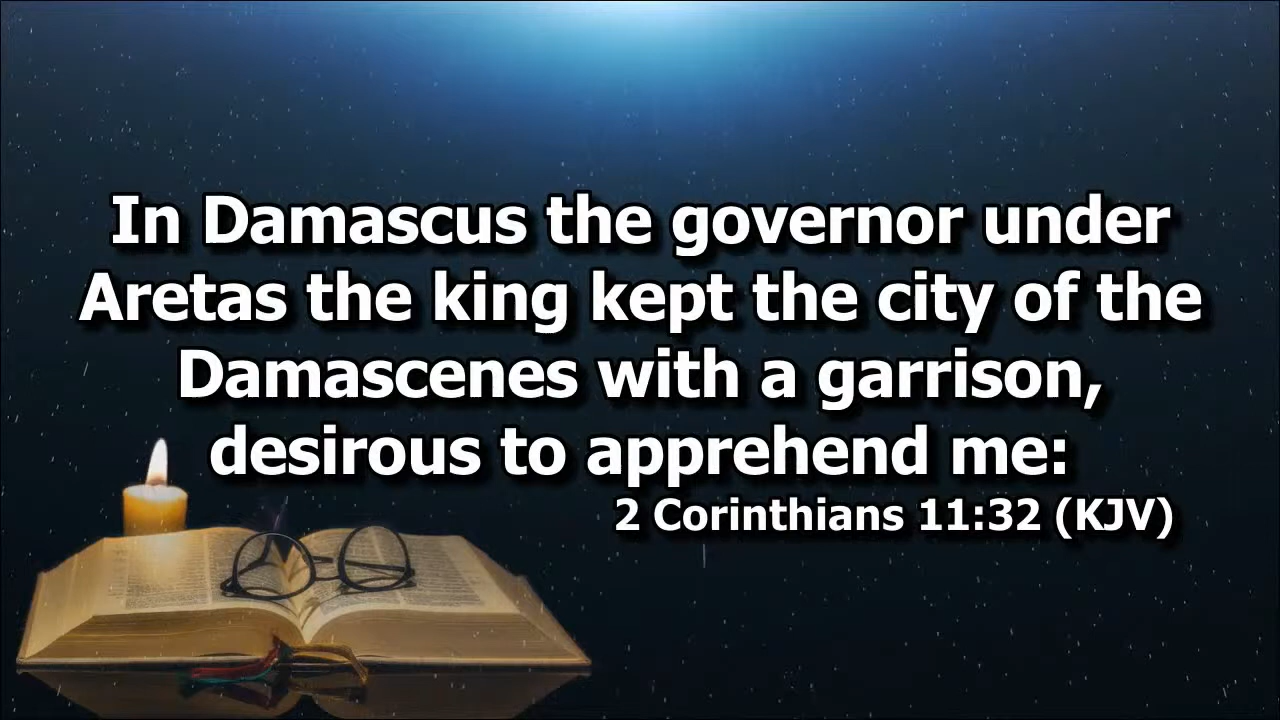 In Damascus the governor under
Aretas the king kept the city of the
Damascenes with a garrison,
desirous to apprehend me:
2 Corinthians 11:32 (KJV)